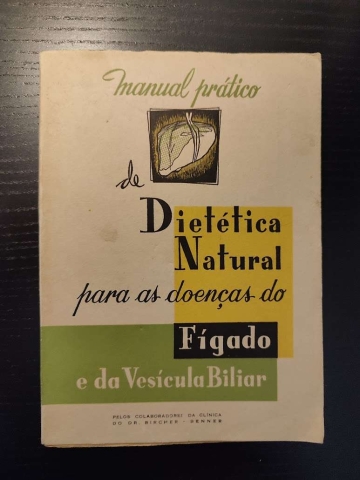 manual prático
de
Dietética
Natural
para as doenças do
Fígado
e da Vesícula Biliar
PELOS COLABORADORES DA CLÍNICA
DO DR. BIRCHER - BENNER